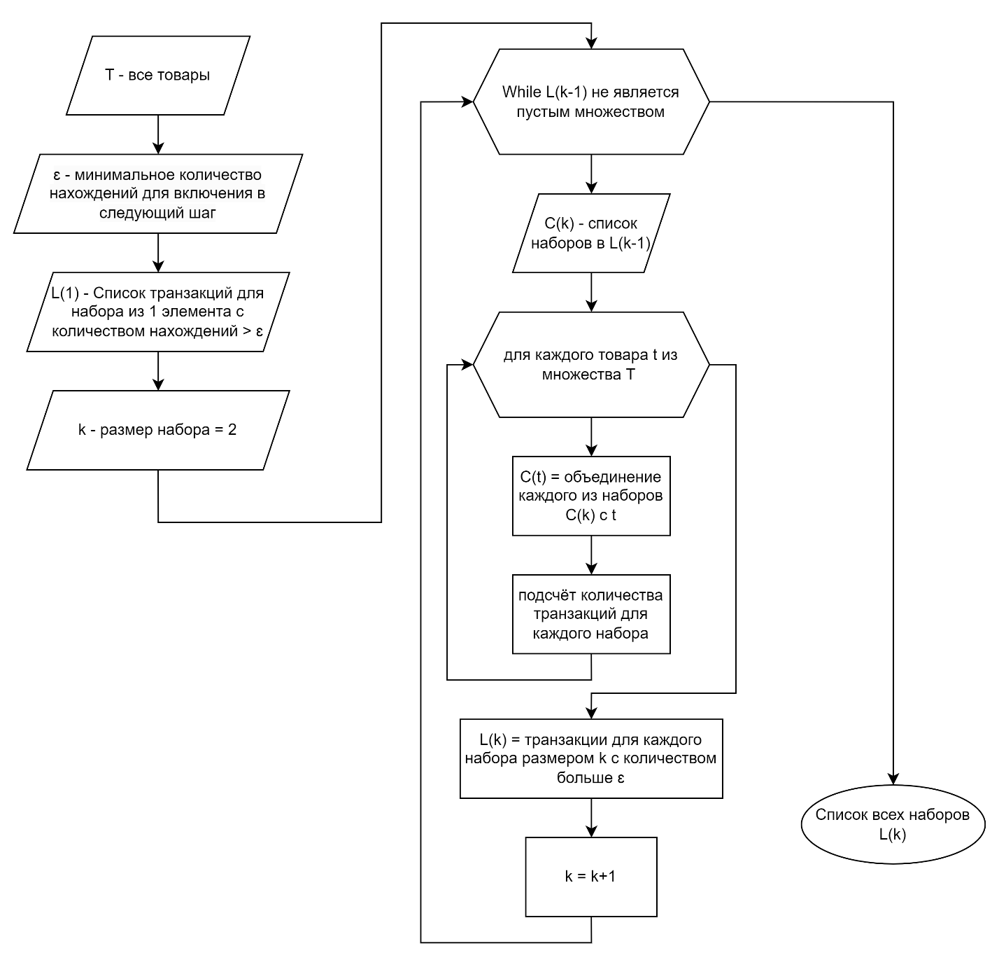 T - все товары
ε - минимальное количество
нахождений для включения в
следующий шаг
L(1) - Список транзакций для
набора из 1 элемента с
количеством нахождений > ε
k - размер набора = 2
While L(k-1) не является
пустым множеством
C(k) - список
наборов в L(k-1)
для каждого товара t из
множества T
C(t) = объединение
каждого из наборов
C(k) с t
подсчёт количества
транзакций для
каждого набора
L(k) = транзакции для каждого
набора размером k с количеством
больше ε
k = k+1
Список всех наборов
L(k)